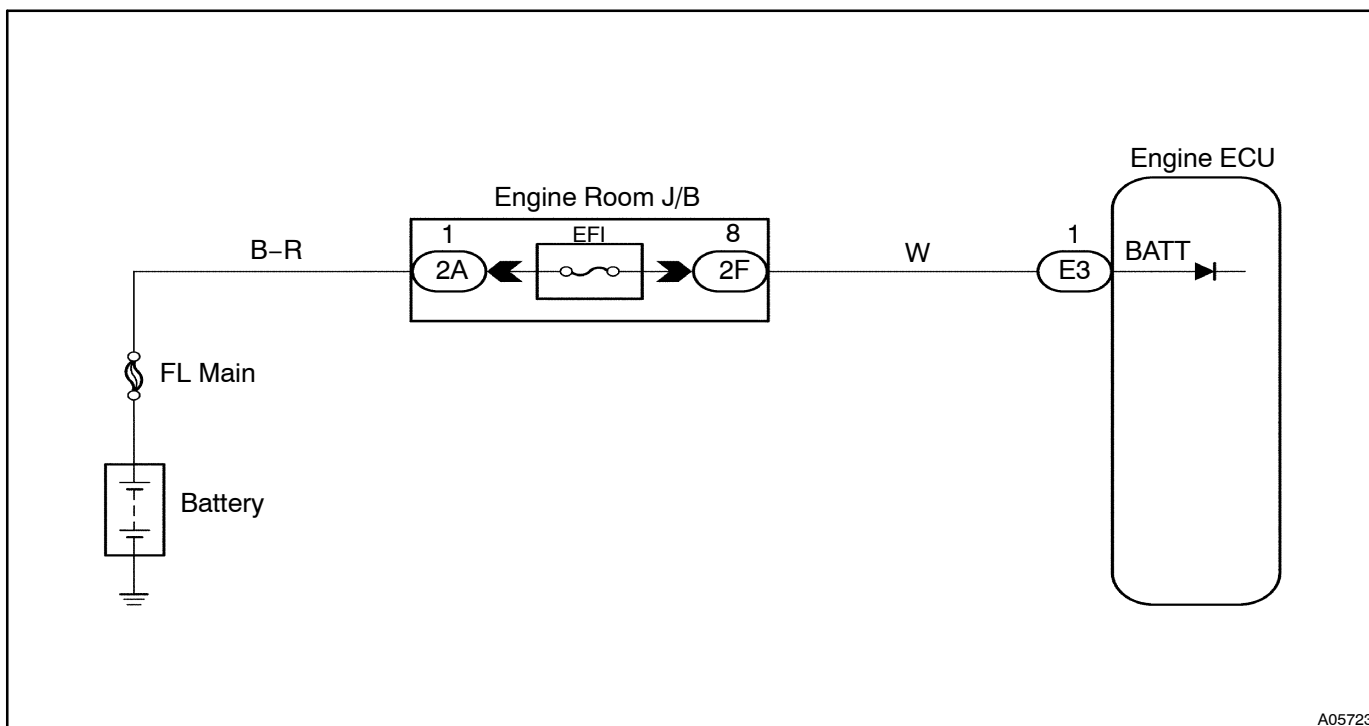 Engine ECU
Engine Room J/B
B–R
1
EFI
8
W
1
2A
2F
E3
BATT
FL Main
Battery
A05723